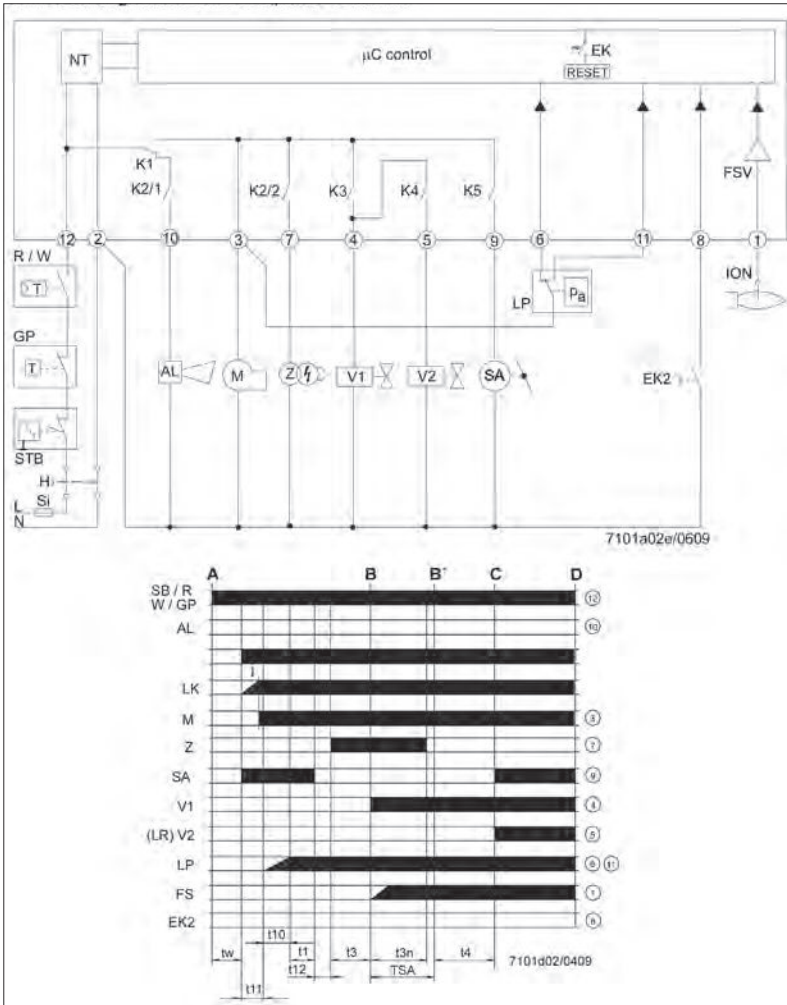 NT
µC control
EK
RESET
FSV
K1
K2/1
K2/2
K3
K4
K5
12
2
10
3
7
4
5
9
6
11
8
1
R / W
T
LP
Pa
ION
GP
T
AL
M
Z
V1
V2
SA
EK2
STB
H
Si
L
N
7101a02e/0609
A
B
B'
C
D
SB / R
W / GP
12
AL
10
LK
M
3
Z
7
SA
9
V1
4
(LR) V2
5
LP
6
11
FS
1
EK2
8
t10
tw
t1
t3
t3n
t4
7101d02/0409
t12
TSA
t11